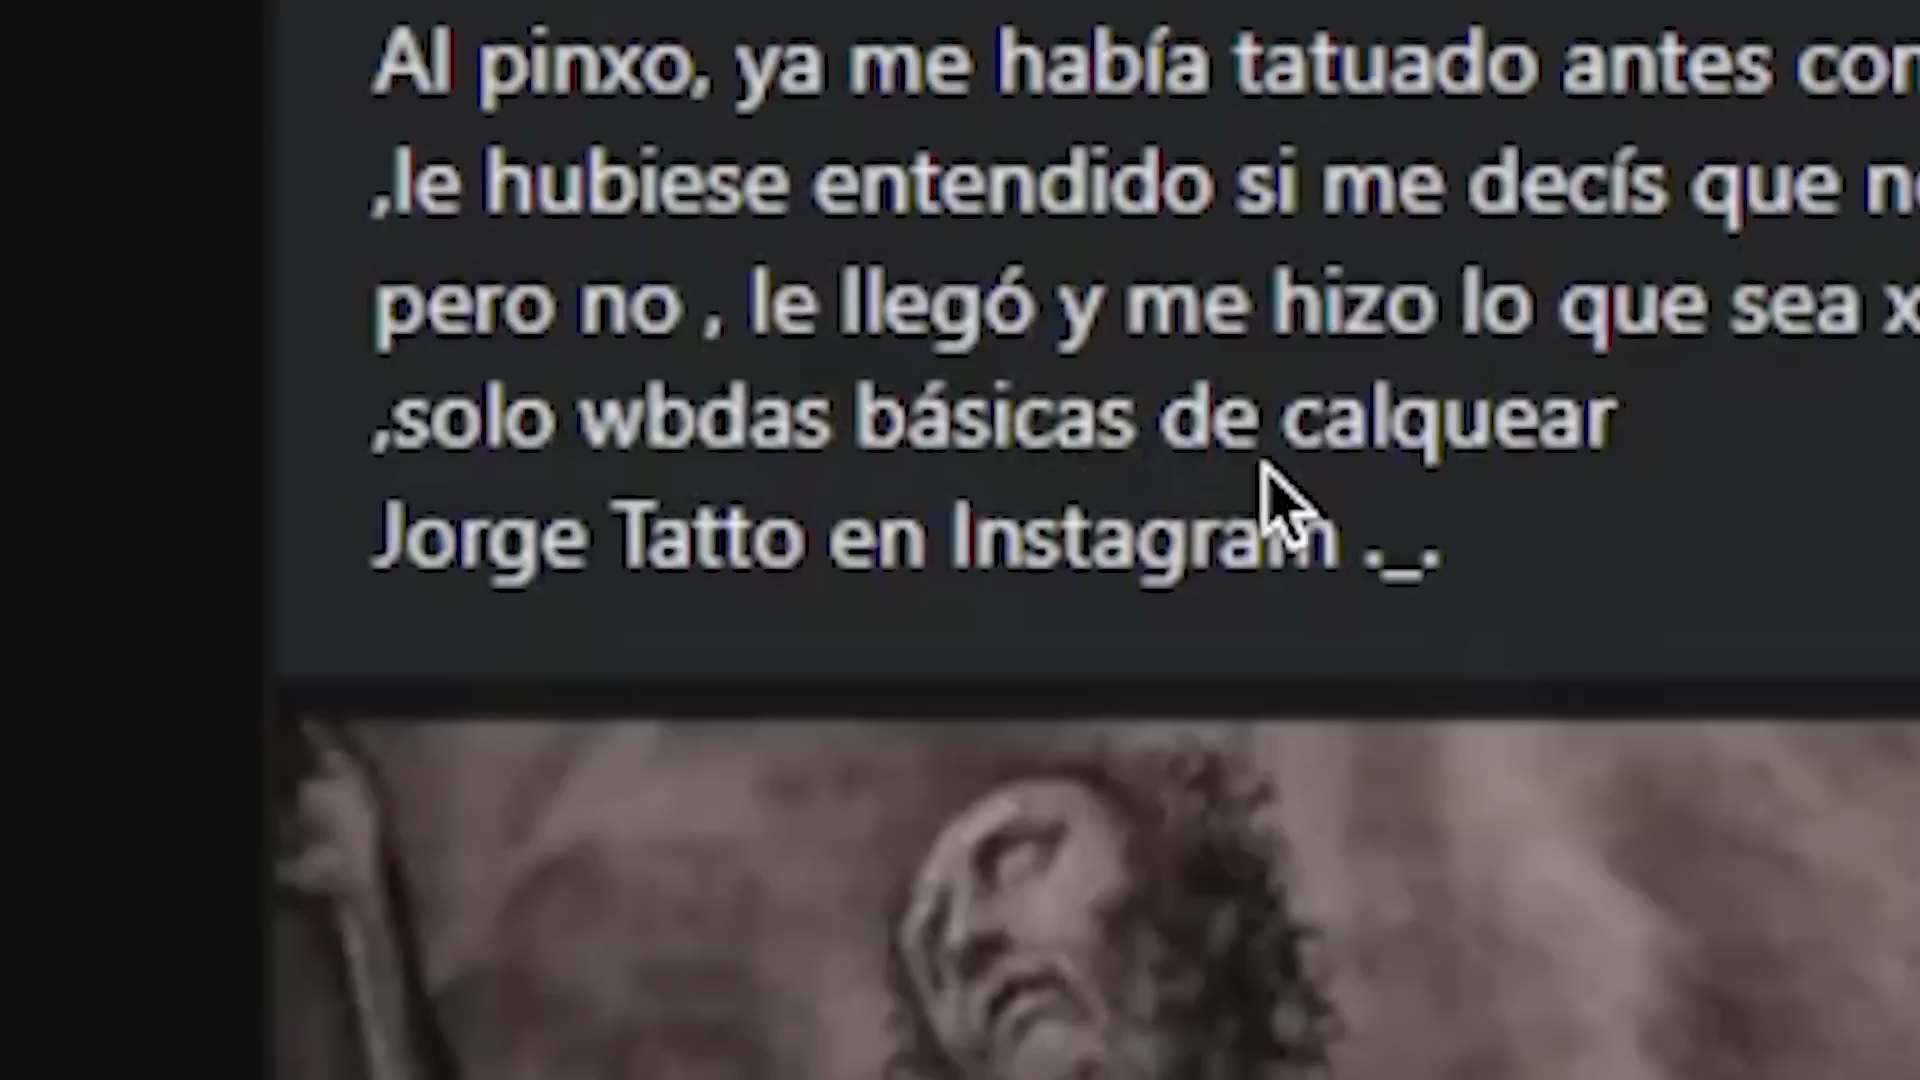 Al pinxo, ya me había tatuado antes con
,le hubiese entendido si me decís que
pero no , le llegó y me hizo lo que sea
,solo wbdas básicas de calquear
Jorge Tatto en Instagram ._.